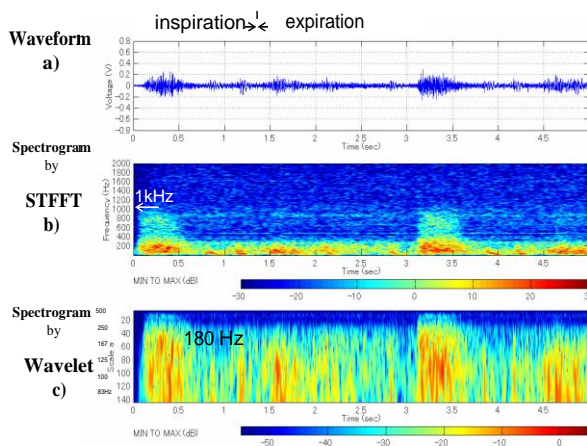 inspiration expiration
Waveform
a)
Voltage (V)
0.8
0.6
0.4
0.2
0
-0.2
-0.4
-0.6
-0.8
0 0.5 1 1.5 2 2.5 3 3.5 4 4.5
Time (sec)
Spectrogram
by
STFFT
b)
Frequency (Hz)
2000
1800
1600
1400
1200
1000
800
600
400
200
1kHz
0 0.5 1 1.5 2 2.5 3 3.5 4 4.5
Time (sec)
MIN TO MAX (dB)
-30 -20 -10 0 10 20 30
Spectrogram
by
Wavelet
c)
500
250
167
125
100
83Hz
Scale a
20
40
60
80
100
120
140
180 Hz
0 0.5 1 1.5 2 2.5 3 3.5 4 4.5
Time (sec)
MIN TO MAX (dB)
-50 -40 -30 -20 -10 0